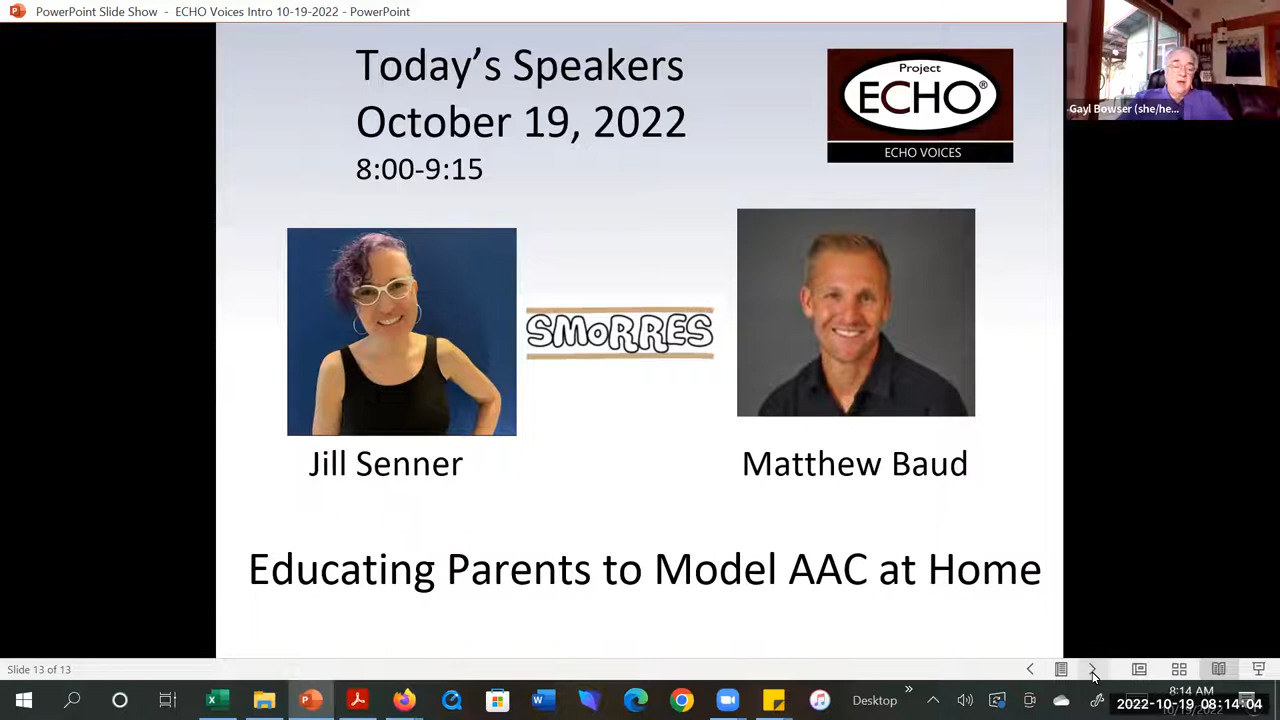 PowerPoint Slide Show - ECHO Voices Intro 10-19-2022 - PowerPoint
Today's Speakers
October 19, 2022
8:00-9:15
Project
ECHO®
ECHO VOICES
Gayl Bowser (she/he...
SMoRRES
Jill Senner
Matthew Baud
Educating Parents to Model AAC at Home
Slide 13 of 13
Desktop
8:14 AM
2022-10-19 08:14:04